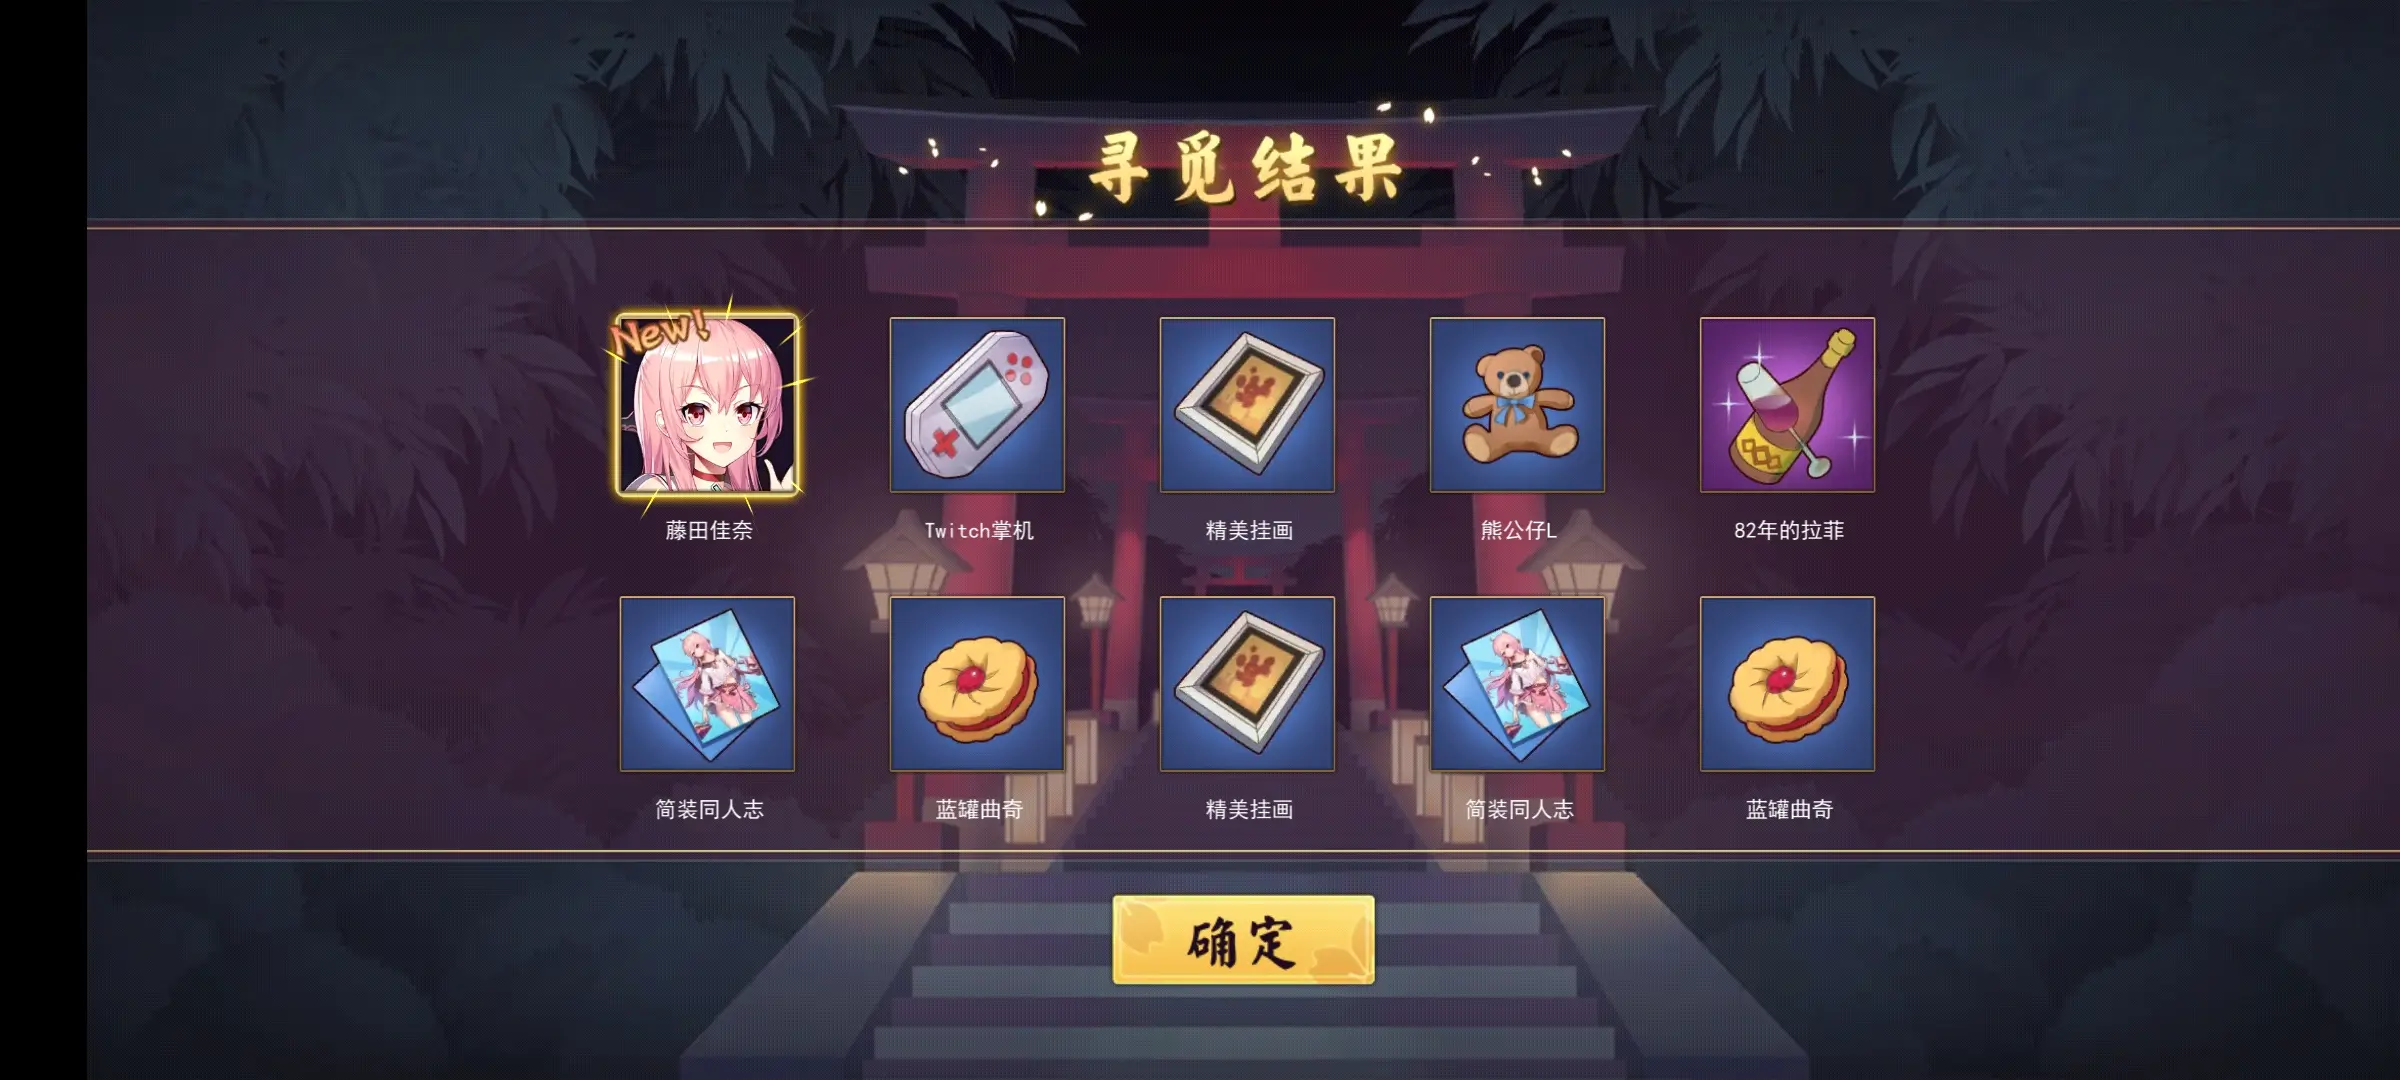 寻觅结果
New!
藤田佳奈
Twitch掌机
精美挂画
熊公仔L
82年的拉菲
简装同人志
蓝罐曲奇
精美挂画
简装同人志
蓝罐曲奇
确定